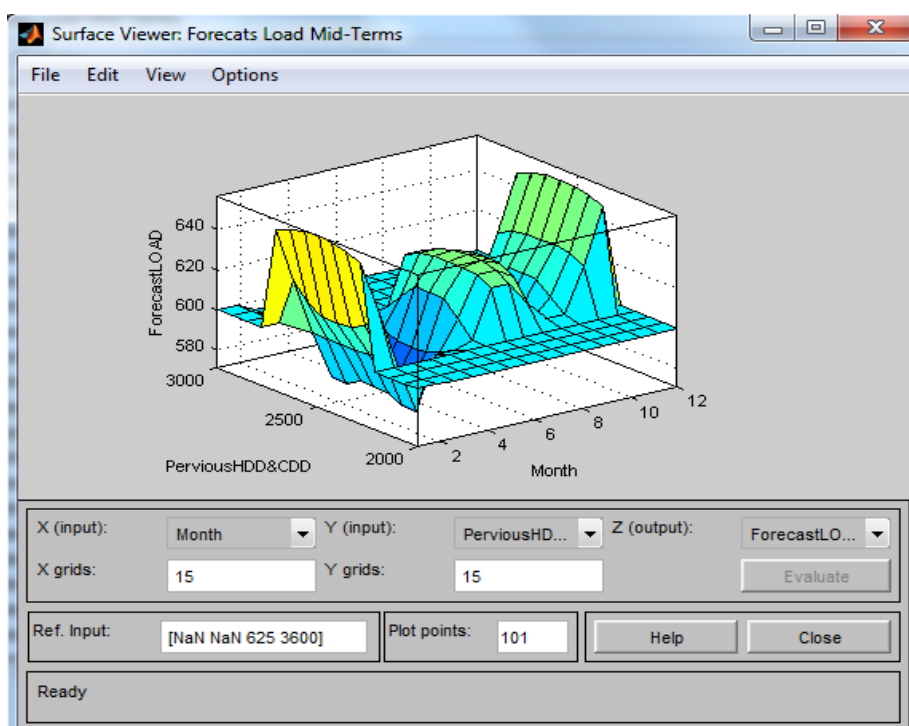 Surface Viewer: Forecats Load Mid-Terms
File Edit View Options
ForecastLOAD
640
620
600
580
3000
2500
2000
PerviousHDD&CDD
2
4
6
8
10
12
Month
X (input): Month Y (input): PerviousHD... Z (output): ForecastLO...
X grids: 15 Y grids: 15 Evaluate
Ref. Input: [NaN NaN 625 3600] Plot points: 101 Help Close
Ready